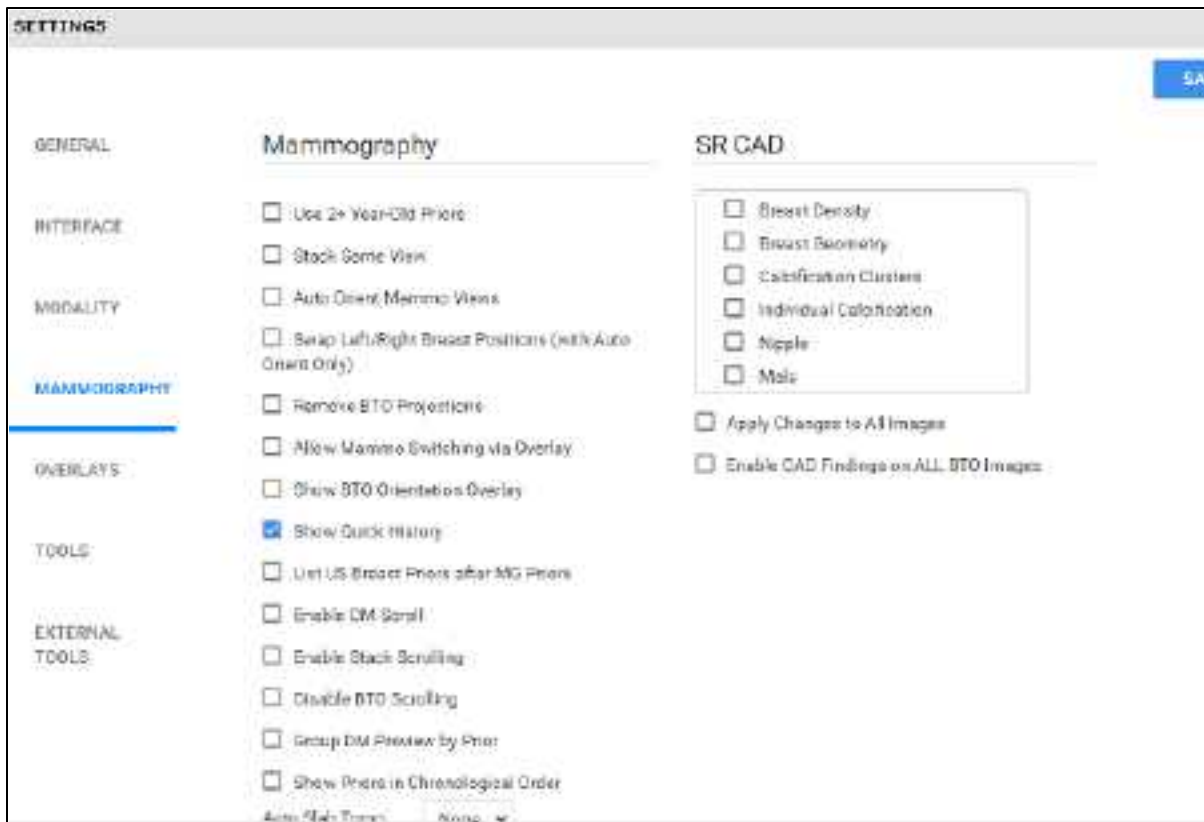 SETTINGS
SA
GENERAL
INTERFACE
MODALITY
MAMMOGRAPHY
OVERLAYS
TOOLS
EXTERNAL
TOOLS
Mammography
Use 2+ Year-Old Priors
Stack Same View
Auto Orient Mammo Views
Swap Left/Right Breast Positions (with Auto
Orient Only)
Remove BTO Projections
Allow Mammo Switching via Overlay
Show BTO Orientation Overlay
Show Quick History
List US Breast Priors after MG Priors
Enable DM Scroll
Enable Stack Scrolling
Disable BTO Scrolling
Group DM Preview by Prior
Show Priors in Chronological Order
Auto Slab
None
SR CAD
Breast Density
Breast Geometry
Calcification Clusters
Individual Calcification
Nipple
Apply Changes to All Images
Enable CAD Findings on ALL BTO Images